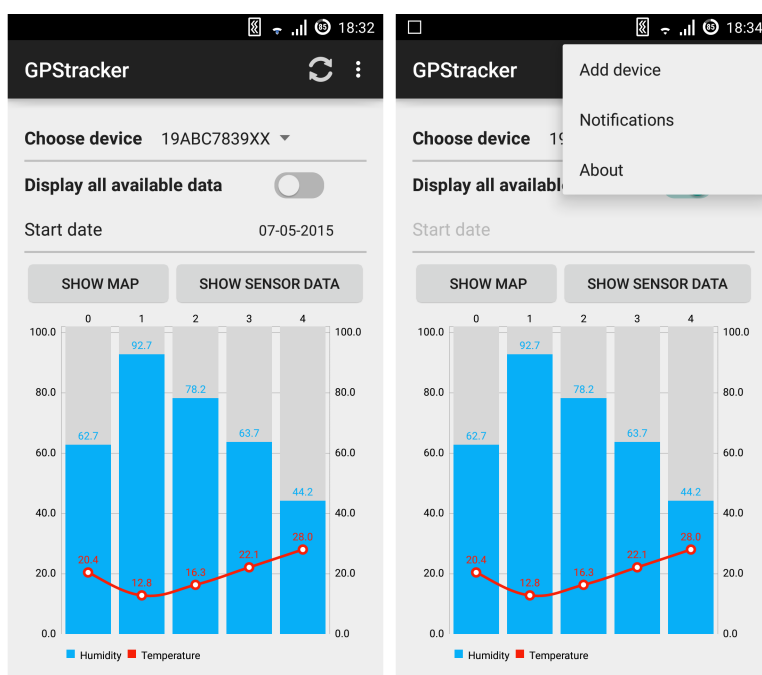 85 18:32
GPStracker
Choose device 19ABC7839XX
Display all available data
Start date 07-05-2015
SHOW MAP SHOW SENSOR DATA
0 1 2 3 4
100.0 100.0
92.7
80.0 78.2 80.0
62.7 63.7
60.0 60.0
44.2
40.0 40.0
28.0
20.4 22.1
20.0 12.8 16.3 20.0
0.0 0.0
Humidity Temperature
85 18:34
GPStracker
Add device
Notifications
About
Choose device 19
Display all availabl
Start date
SHOW MAP SHOW SENSOR DATA
0 1 2 3 4
100.0 100.0
92.7
80.0 78.2 80.0
62.7 63.7
60.0 60.0
44.2
40.0 40.0
28.0
20.4 22.1
20.0 12.8 16.3 20.0
0.0 0.0
Humidity Temperature